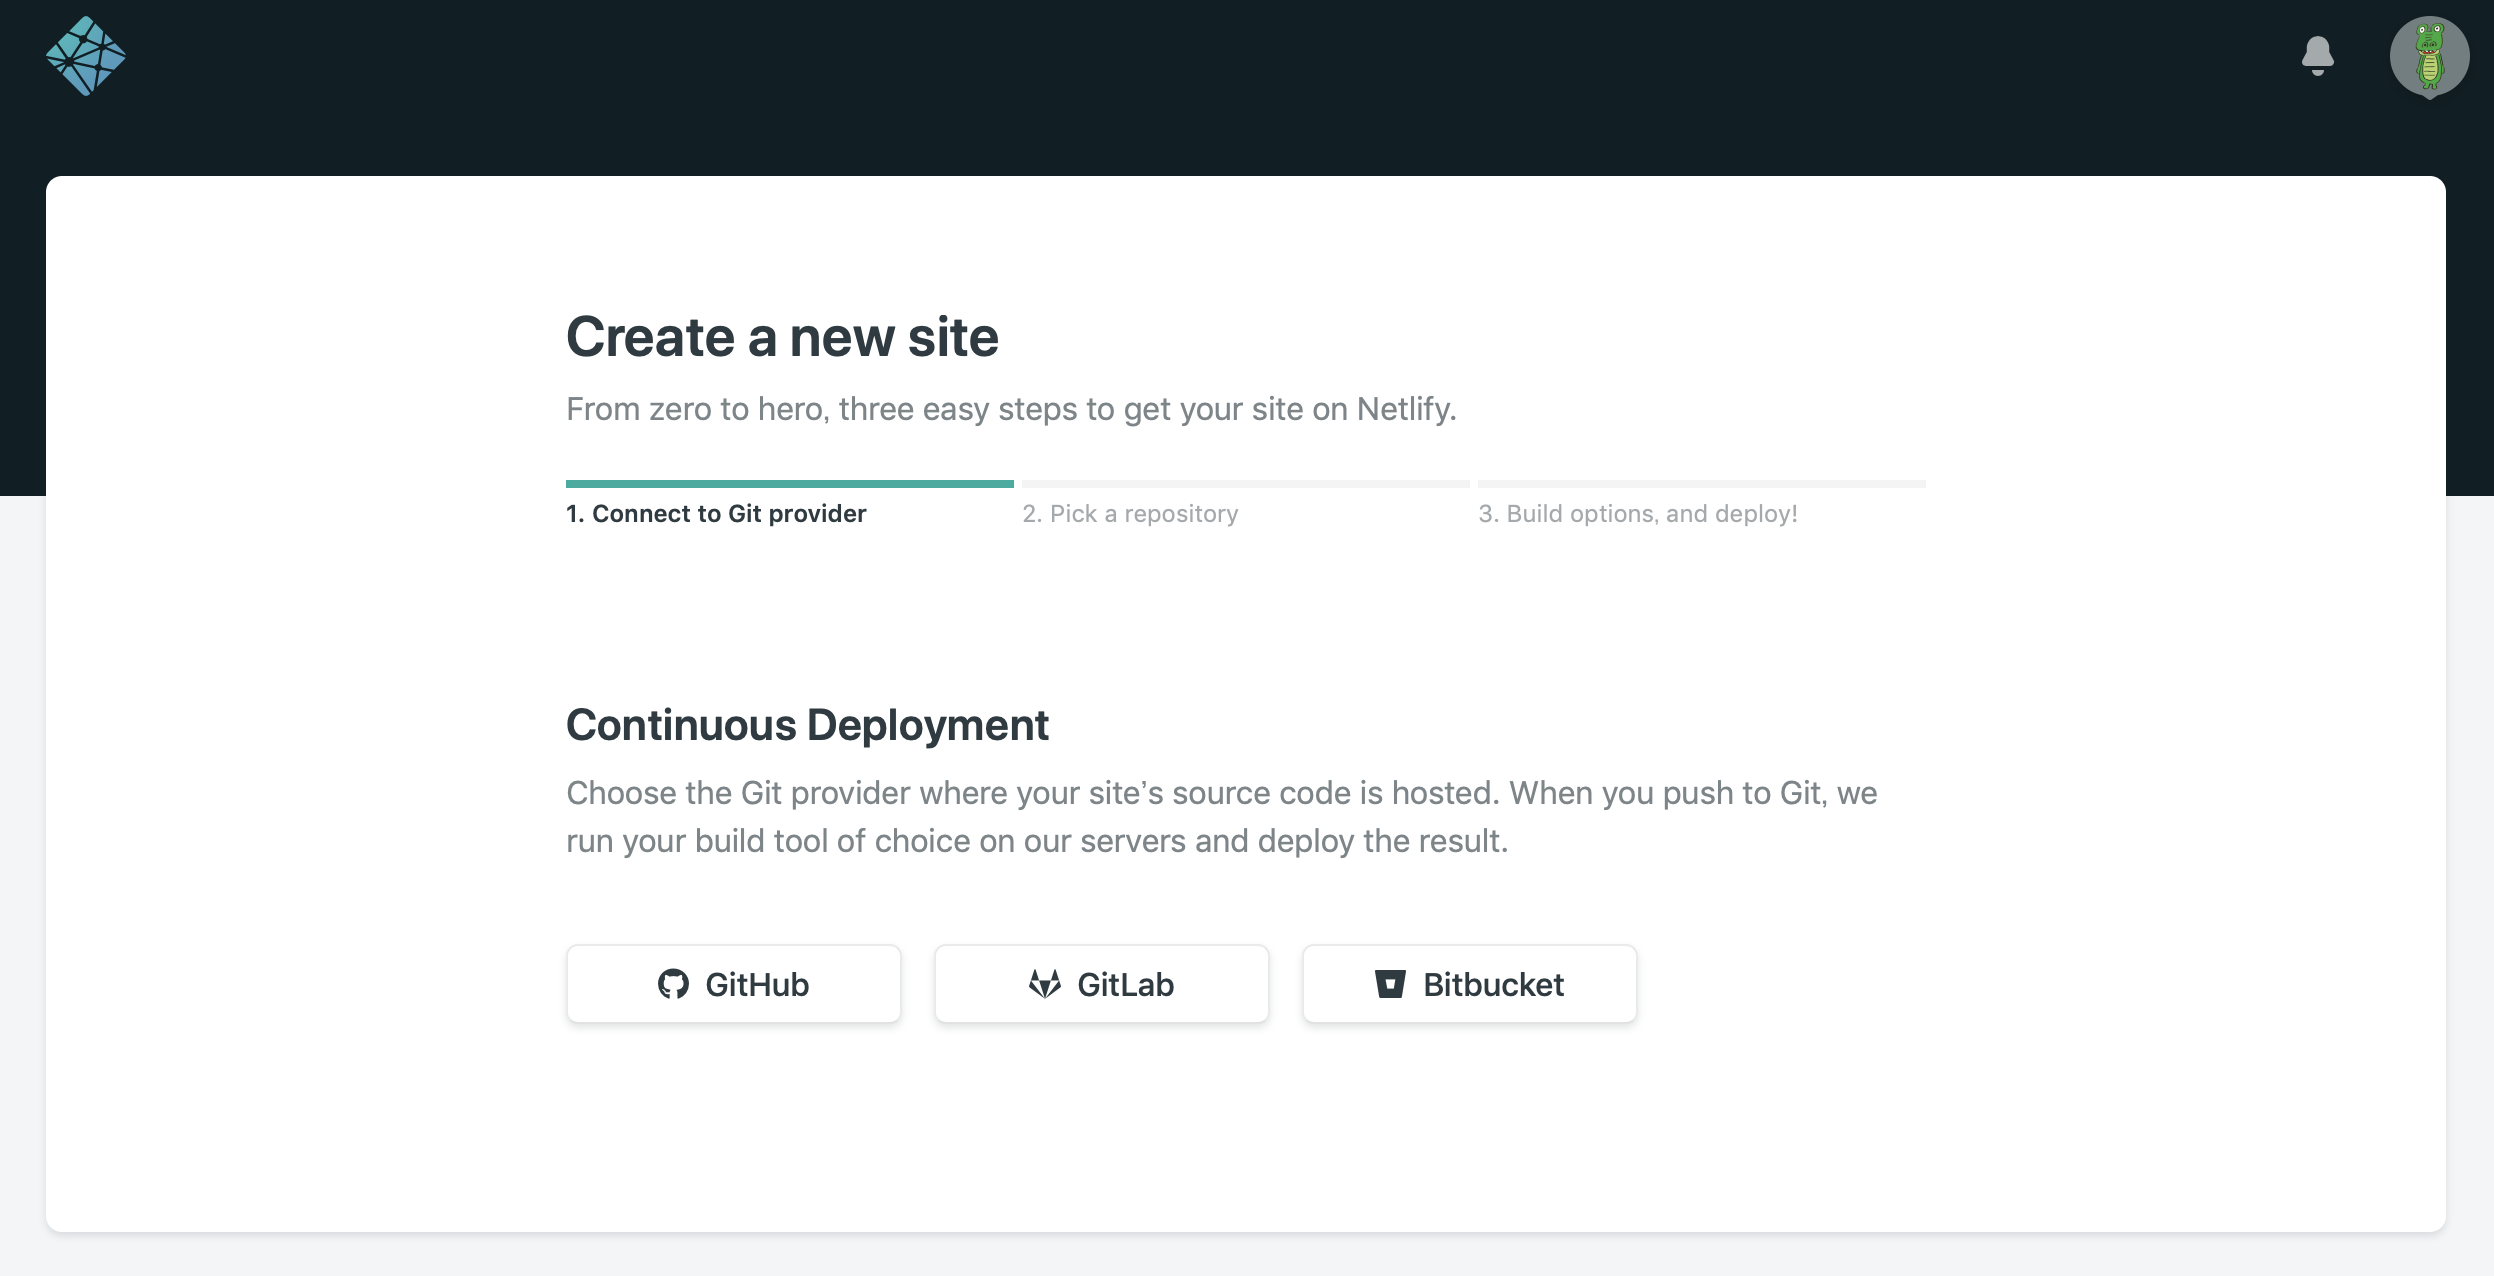 Create a new site
From zero to hero, three easy steps to get your site on Netlify.
1. Connect to Git provider
2. Pick a repository
3. Build options, and deploy!
Continuous Deployment
Choose the Git provider where your site’s source code is hosted. When you push to Git, we
run your build tool of choice on our servers and deploy the result.
GitHub
GitLab
Bitbucket